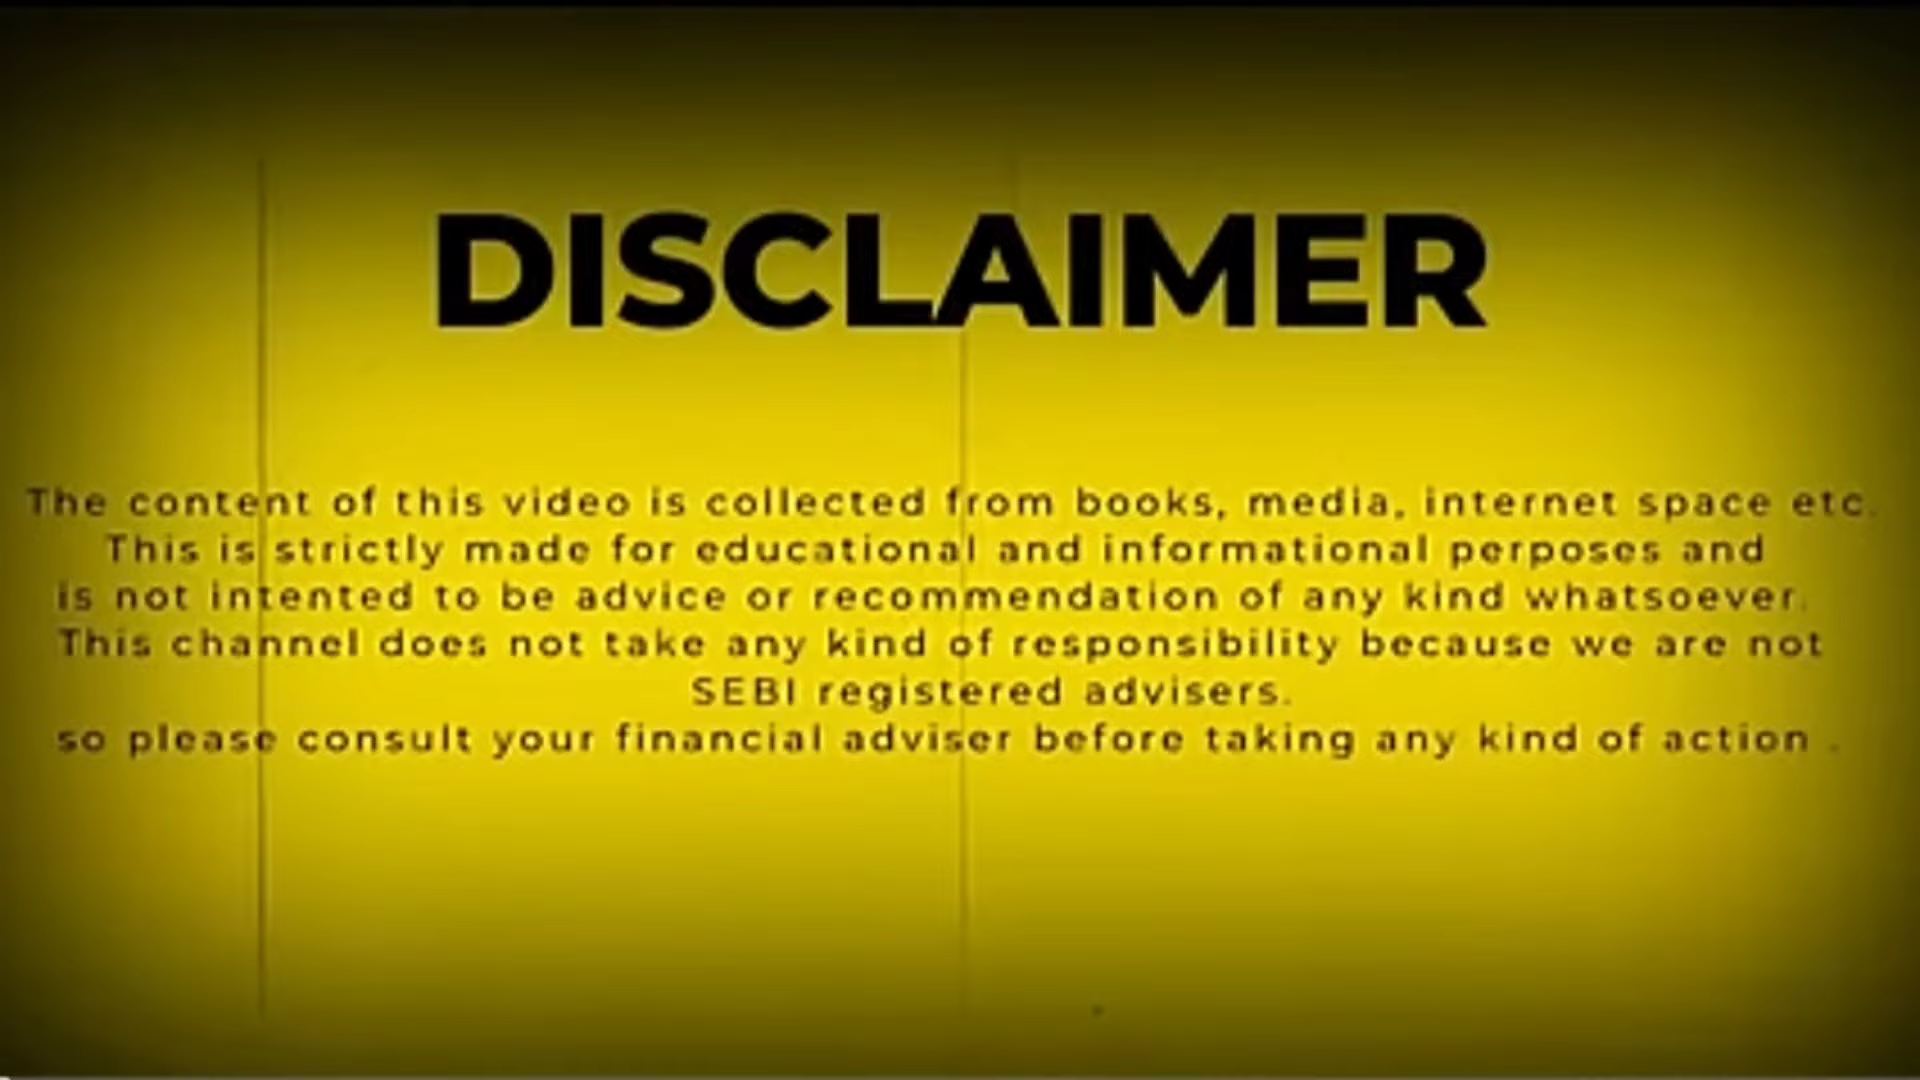 DISCLAIMER
The content of this video is collected from books, media, internet space etc.
This is strictly made for educational and informational perposes and
is not intented to be advice or recommendation of any kind whatsoever.
This channel does not take any kind of responsibility because we are not
SEBI registered advisers.
so please consult your financial adviser before taking any kind of action .